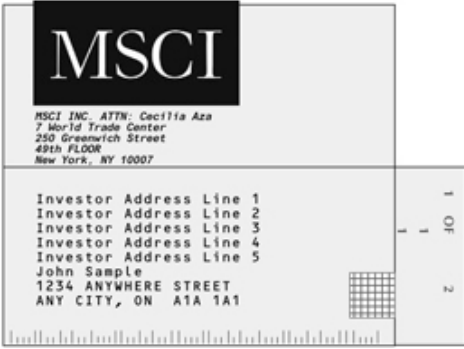 MSCI
MSCI INC. ATTN: Cecilia Aza
7 World Trade Center
250 Greenwich Street
49th FLOOR
New York, NY 10007
Investor Address Line 1
Investor Address Line 2
Investor Address Line 3
Investor Address Line 4
Investor Address Line 5
John Sample
1234 ANYWHERE STREET
ANY CITY, ON A1A 1A1
1 OF 2
1
1